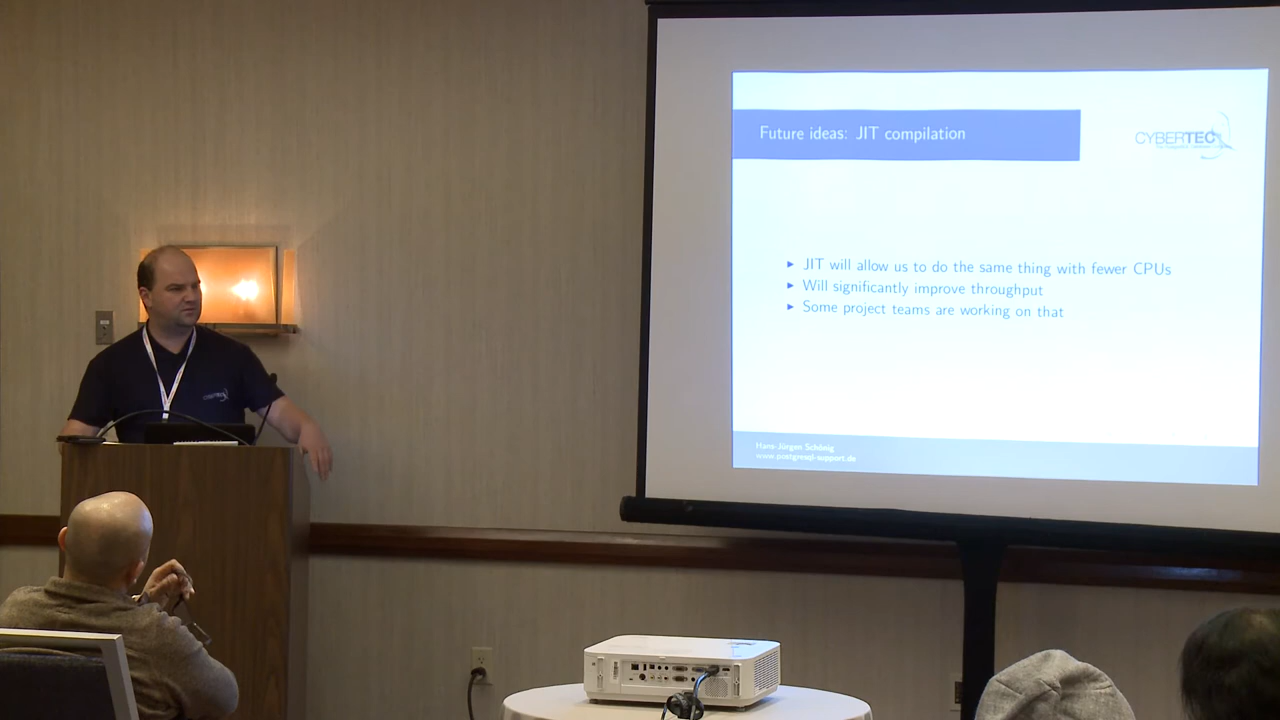 Future ideas: JIT compilation
CYBERTEC
► JIT will allow us to do the same thing with fewer CPUs
► Will significantly improve throughput
► Some project teams are working on that
Hans-Jürgen Schönig
www.postgresql-support.de